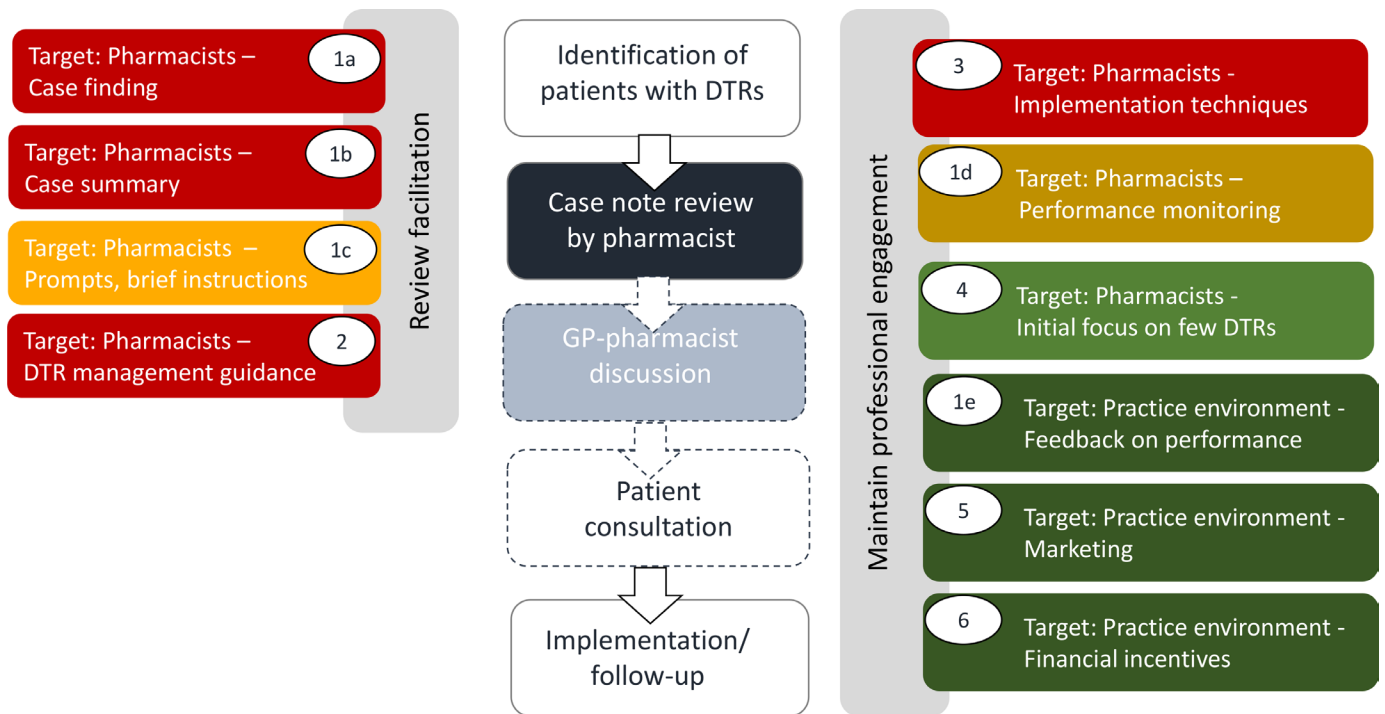 Target: Pharmacists –
Case finding
1a
Target: Pharmacists –
Case summary
1b
Target: Pharmacists –
Prompts, brief instructions
1c
Target: Pharmacists –
DTR management guidance
2
Review facilitation
Identification of
patients with DTRs
Case note review
by pharmacist
GP-pharmacist
discussion
Patient
consultation
Implementation/
follow-up
Maintain professional engagement
3
Target: Pharmacists -
Implementation techniques
1d
Target: Pharmacists –
Performance monitoring
4
Target: Pharmacists -
Initial focus on few DTRs
1e
Target: Practice environment -
Feedback on performance
5
Target: Practice environment -
Marketing
6
Target: Practice environment -
Financial incentives